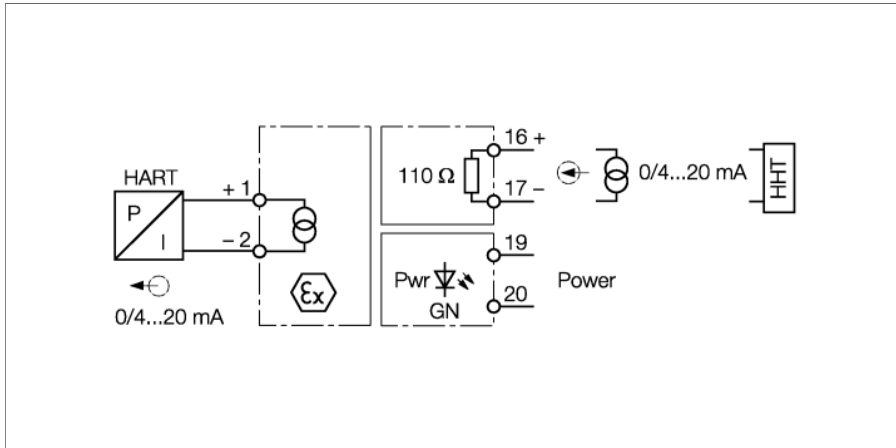 HART
P
I
0/4...20 mA
+ 1
– 2
Ex
110 Ω
16 +
17 –
0/4...20 mA
HHT
Pwr
GN
19
20
Power